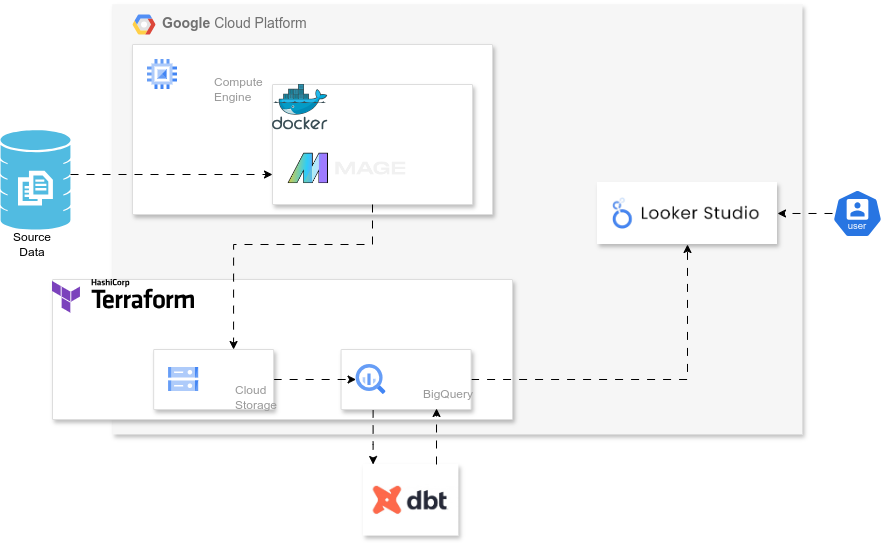 Google Cloud Platform
Compute
Engine
docker
MAGE
Source
Data
Looker Studio
user
HashiCorp
Terraform
Cloud
Storage
BigQuery
dbt